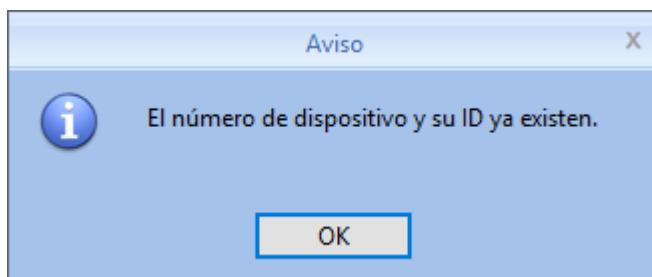 Aviso
X
El número de dispositivo y su ID ya existen.
OK